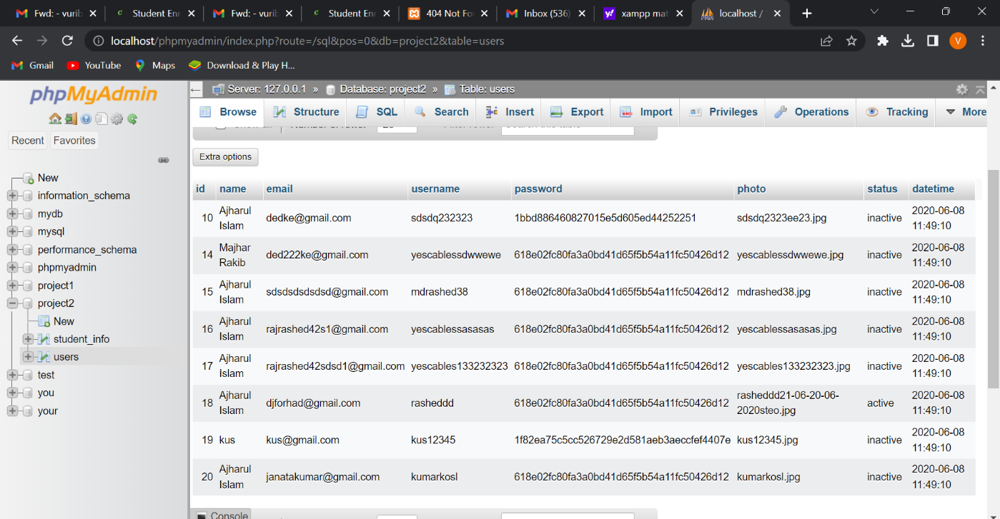 Fwd: - vurib
Student Enr
Fwd: - vurib
Student Enr
404 Not Fo
Inbox (536)
xampp mat
localhost /
localhost/phpmyadmin/index.php?route=/sql&pos=0&db=project2&table=users
V
Gmail YouTube Maps Download & Play H...
phpMyAdmin
Recent Favorites
New
information_schema
mydb
mysql
performance_schema
phpmyadmin
project1
project2
New
student_info
users
test
you
your
Server: 127.0.0.1 » Database: project2 » Table: users
Browse Structure SQL Search Insert Export Import Privileges Operations Tracking More
Extra options
id name email username password photo status datetime
10 Ajharul Islam dedke@gmail.com sdsdq232323 1bbd886460827015e5d605ed44252251 sdsdq2323ee23.jpg inactive 2020-06-08 11:49:10
14 Majhar Rakib ded222ke@gmail.com yescablessdwwewe 618e02fc80fa3a0bd41d65f5b54a11fc50426d12 yescablessdwwewe.jpg inactive 2020-06-08 11:49:10
15 Ajharul Islam sdsdsdsdsdsd@gmail.com mdrashed38 618e02fc80fa3a0bd41d65f5b54a11fc50426d12 mdrashed38.jpg inactive 2020-06-08 11:49:10
16 Ajharul Islam rajrashed42s1@gmail.com yescablessasasas 618e02fc80fa3a0bd41d65f5b54a11fc50426d12 yescablessasasas.jpg inactive 2020-06-08 11:49:10
17 Ajharul Islam rajrashed42sdsd1@gmail.com yescables133232323 618e02fc80fa3a0bd41d65f5b54a11fc50426d12 yescables133232323.jpg inactive 2020-06-08 11:49:10
18 Ajharul Islam djforhad@gmail.com rasheddd 618e02fc80fa3a0bd41d65f5b54a11fc50426d12 rasheddd21-06-20-06-2020steo.jpg active 2020-06-08 11:49:10
19 kus kus@gmail.com kus12345 1f82ea75c5cc526729e2d581aeb3aeccfef4407e kus12345.jpg inactive 2020-06-08 11:49:10
20 Ajharul Islam janatakumar@gmail.com kumarkosl 618e02fc80fa3a0bd41d65f5b54a11fc50426d12 kumarkosl.jpg inactive 2020-06-08 11:49:10
Console